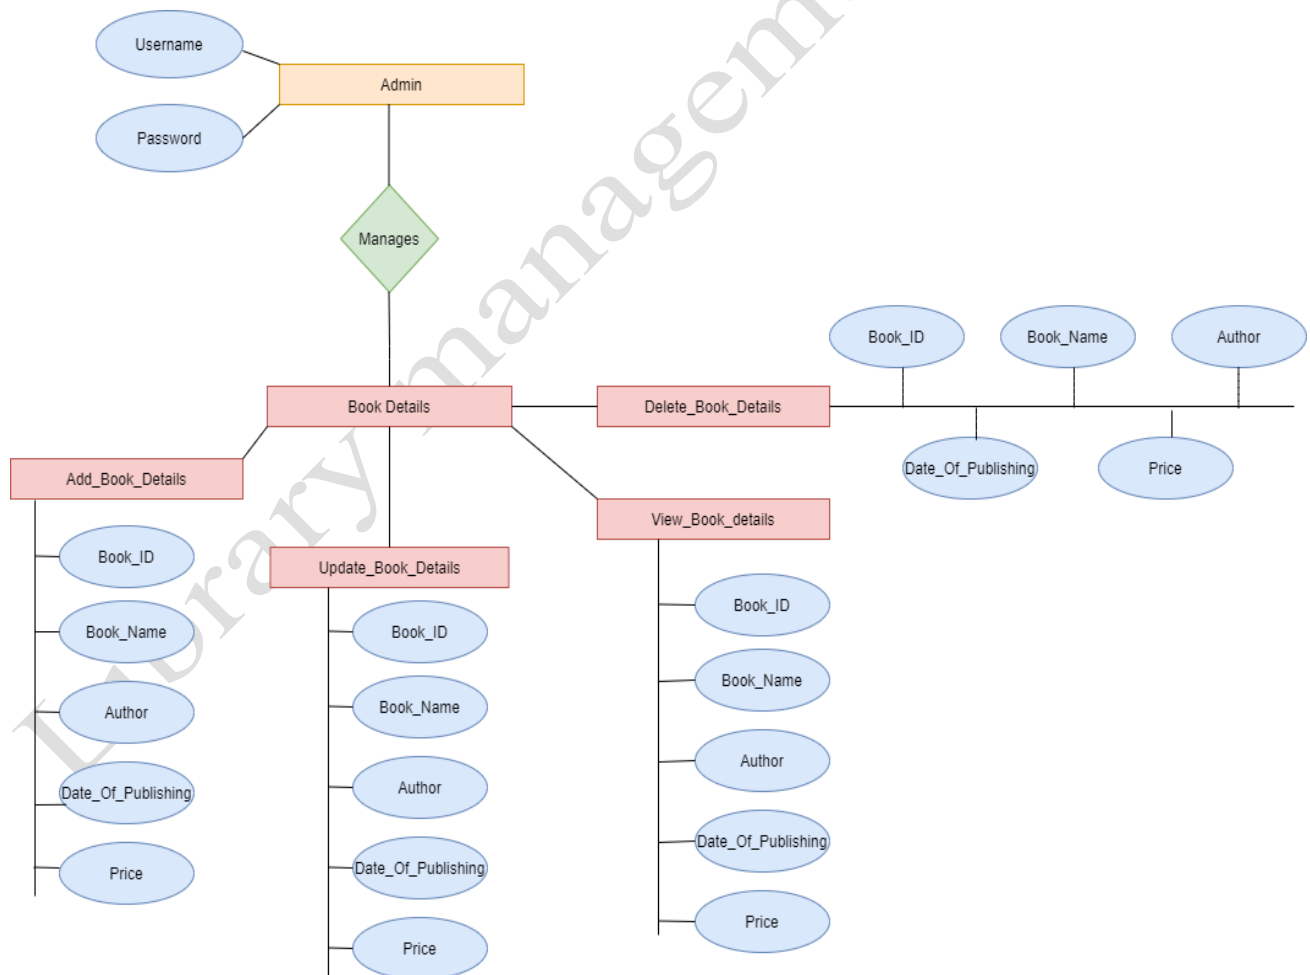 Username
Admin
Password
Manages
Book_ID
Book_Name
Author
Book Details
Delete_Book_Details
Date_Of_Publishing
Price
Add_Book_Details
View_Book_details
Book_ID
Book_Name
Author
Date_Of_Publishing
Price
Update_Book_Details
Book_ID
Book_Name
Author
Date_Of_Publishing
Price
Book_ID
Book_Name
Author
Date_Of_Publishing
Price
Library managem